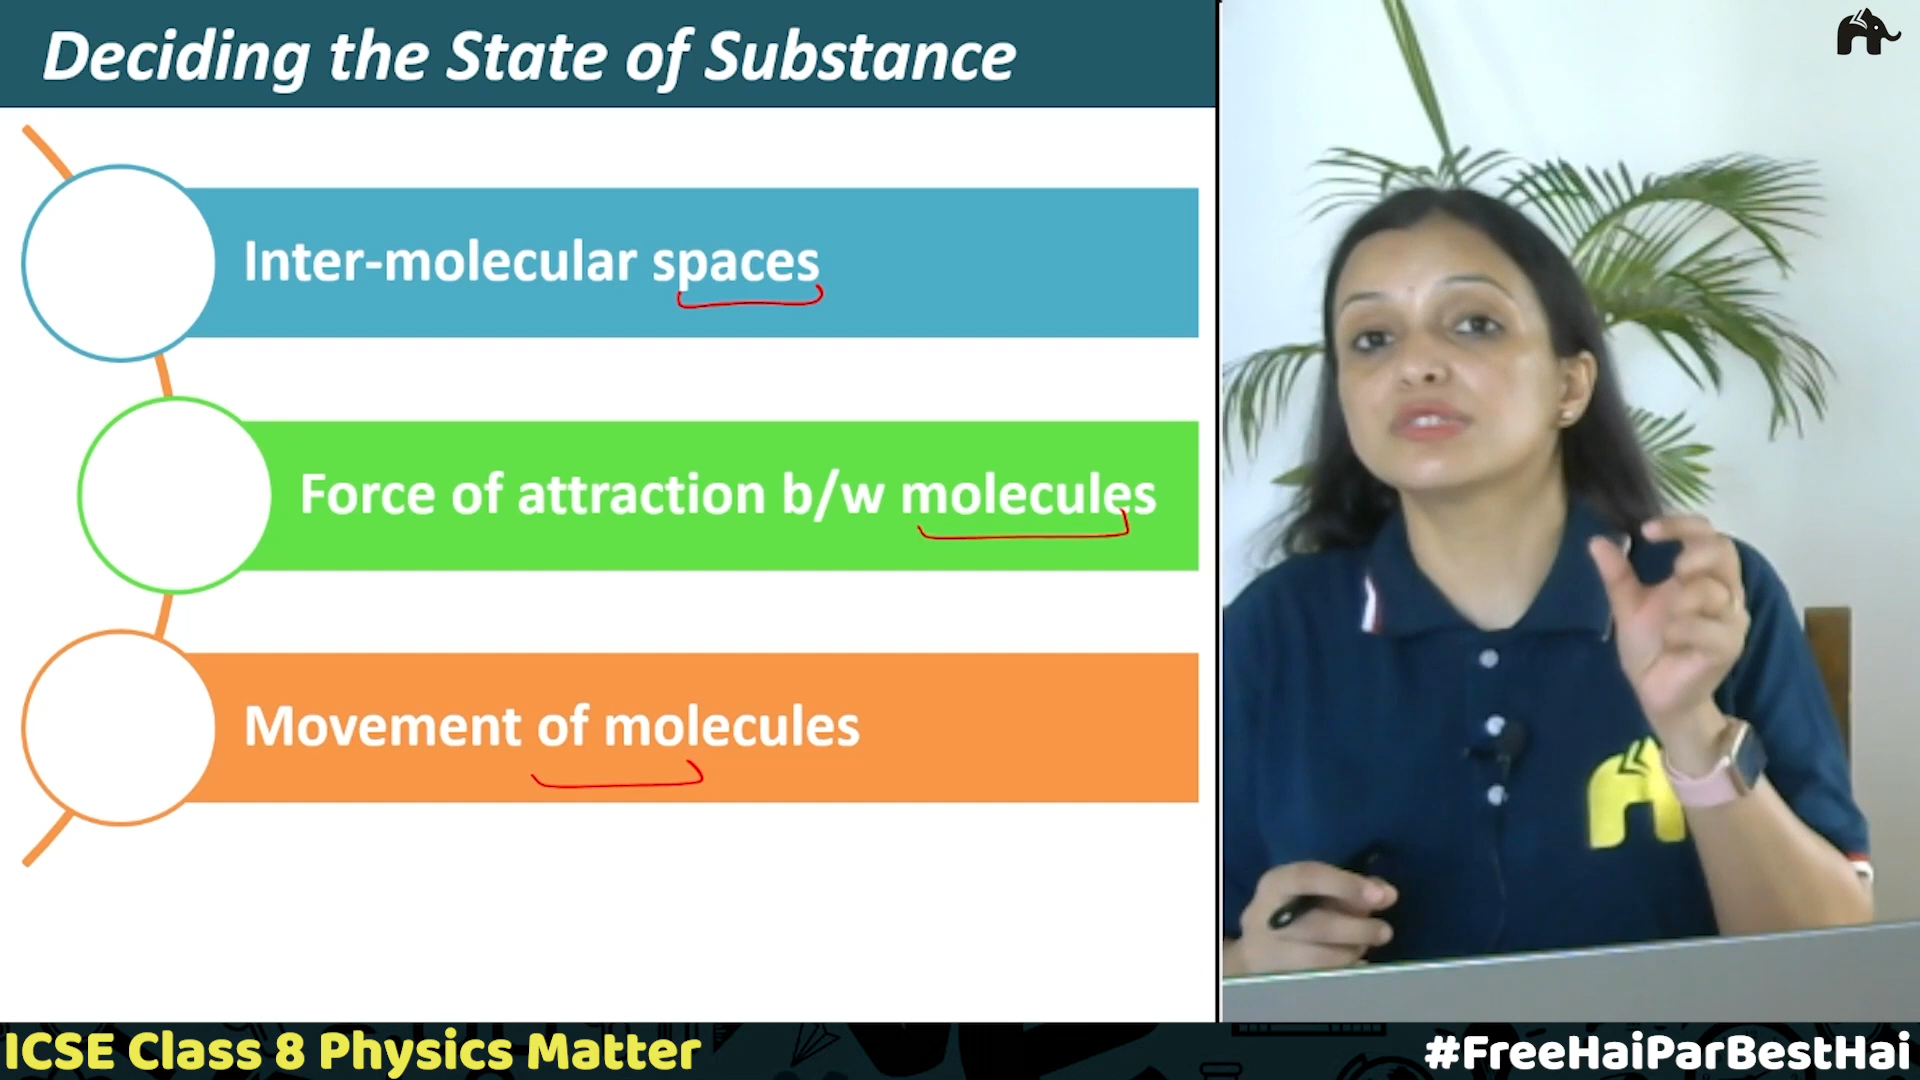 Deciding the State of Substance
Inter-molecular spaces
Force of attraction b/w molecules
Movement of molecules
ICSE Class 8 Physics Matter
#FreeHaiParBestHai